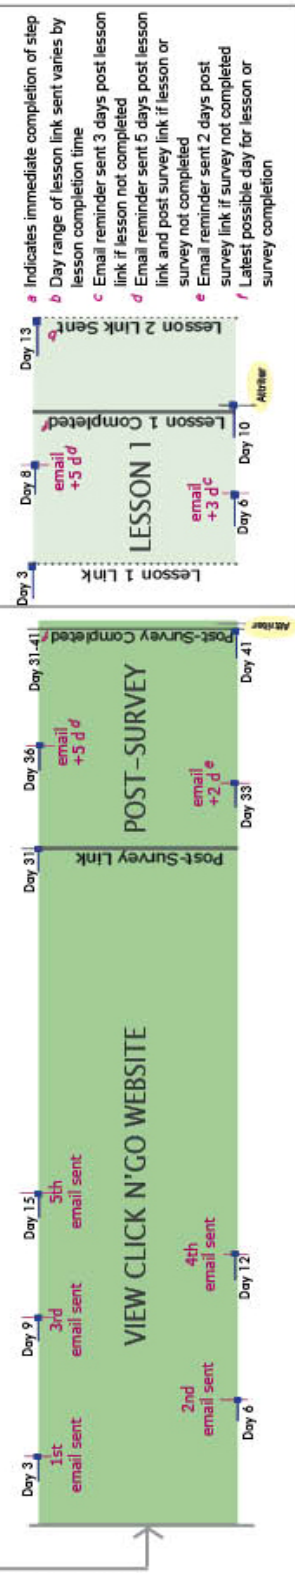 Day 3
1st
email sent
Day 9
3rd
email sent
Day 15
5th
email sent
Day 31
Day 36
email
+5 d d
Day 31-41
VIEW CLICK N'GO WEBSITE
Post-Survey Link
POST-SURVEY
Post-Survey Completed
2nd
email sent
Day 6
4th
email sent
Day 12
email
+2 d e
Day 33
Day 41
Attriter
Day 3
Day 8
email
+5 d d
Day 13
Lesson 1 Link
LESSON 1
Lesson 1 Completed
Lesson 2 Link Sent
b
email
+3 d c
Day 6
Day 10
Attriter
a Indicates immediate completion of step
b Day range of lesson link sent varies by
lesson completion time
c Email reminder sent 3 days post lesson
link if lesson not completed
d Email reminder sent 5 days post lesson
link and post survey link if lesson or
survey not completed
e Email reminder sent 2 days post
survey link if survey not completed
f Latest possible day for lesson or
survey completion